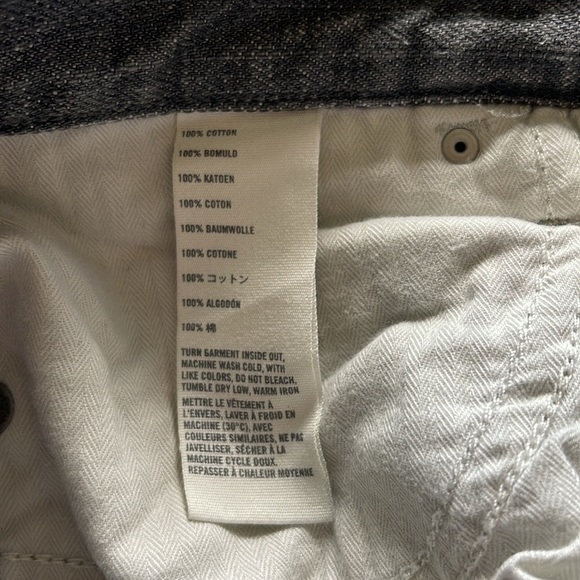 100% COTTON
100% BOMULD
100% KATOEN
100% COTON
100% BAUMWOLLE
100% COTONE
100% コットン
100% ALGODÓN
100% 棉
TURN GARMENT INSIDE OUT,
MACHINE WASH COLD, WITH
LIKE COLORS, DO NOT BLEACH.
TUMBLE DRY LOW, WARM IRON
METTRE LE VÊTEMENT À
L'ENVERS, LAVER À FROID EN
MACHINE (30°C), AVEC
COULEURS SIMILAIRES, NE PAS
JAVELLISER, SÉCHER À LA
MACHINE CYCLE DOUX.
REPASSER À CHALEUR MOYENNE